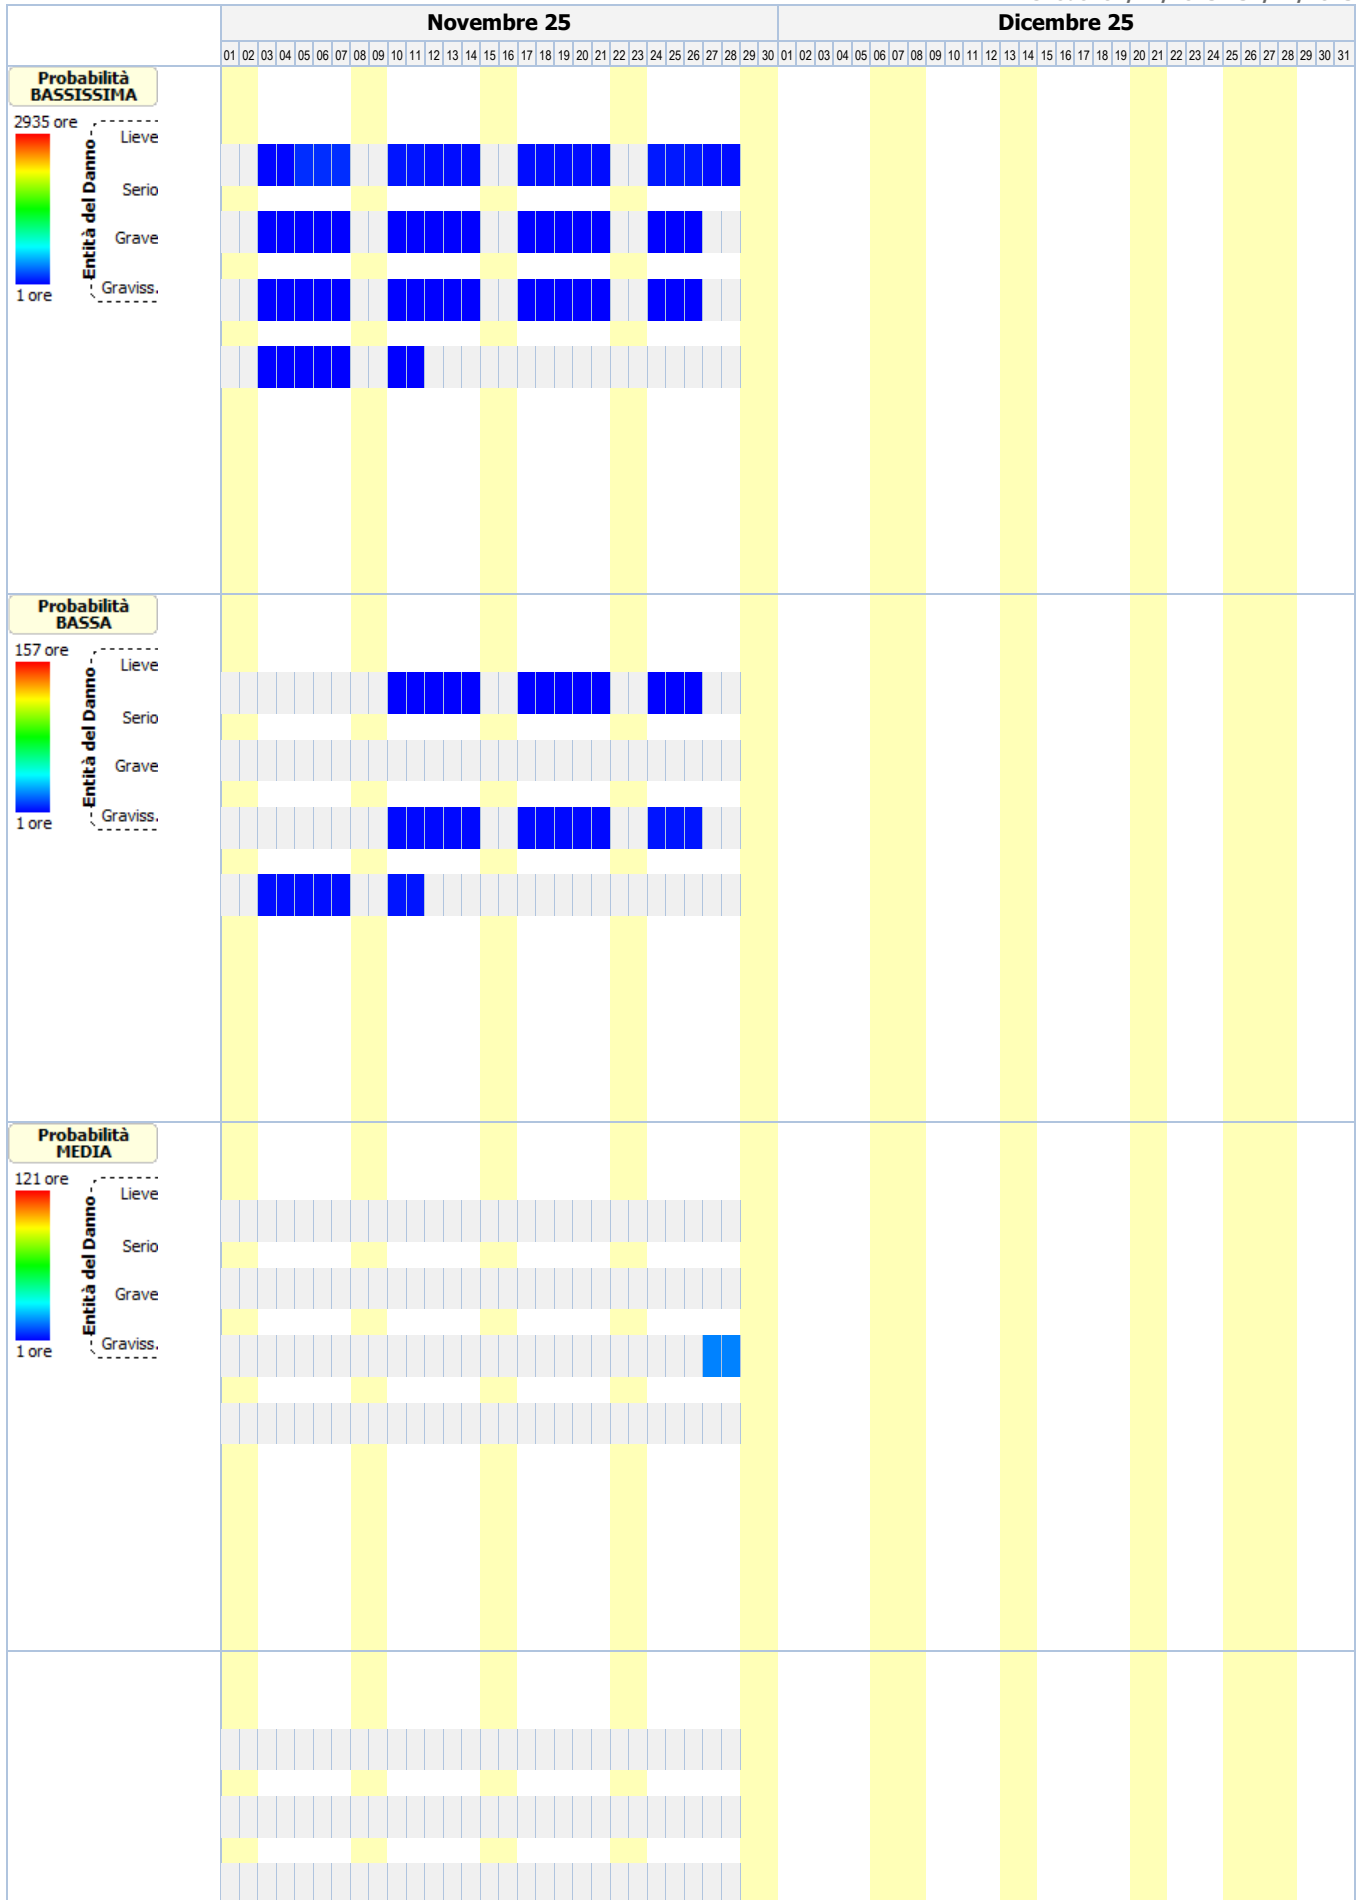 Novembre 25 Dicembre 25
01 02 03 04 05 06 07 08 09 10 11 12 13 14 15 16 17 18 19 20 21 22 23 24 25 26 27 28 29 30 01 02 03 04 05 06 07 08 09 10 11 12 13 14 15 16 17 18 19 20 21 22 23 24 25 26 27 28 29 30 31
Probabilità
BASSISSIMA
2935 ore
Entità del Danno
Lieve
Serio
Grave
Graviss.
1 ore
Probabilità
BASSA
157 ore
Entità del Danno
Lieve
Serio
Grave
Graviss.
1 ore
Probabilità
MEDIA
121 ore
Entità del Danno
Lieve
Serio
Grave
Graviss.
1 ore